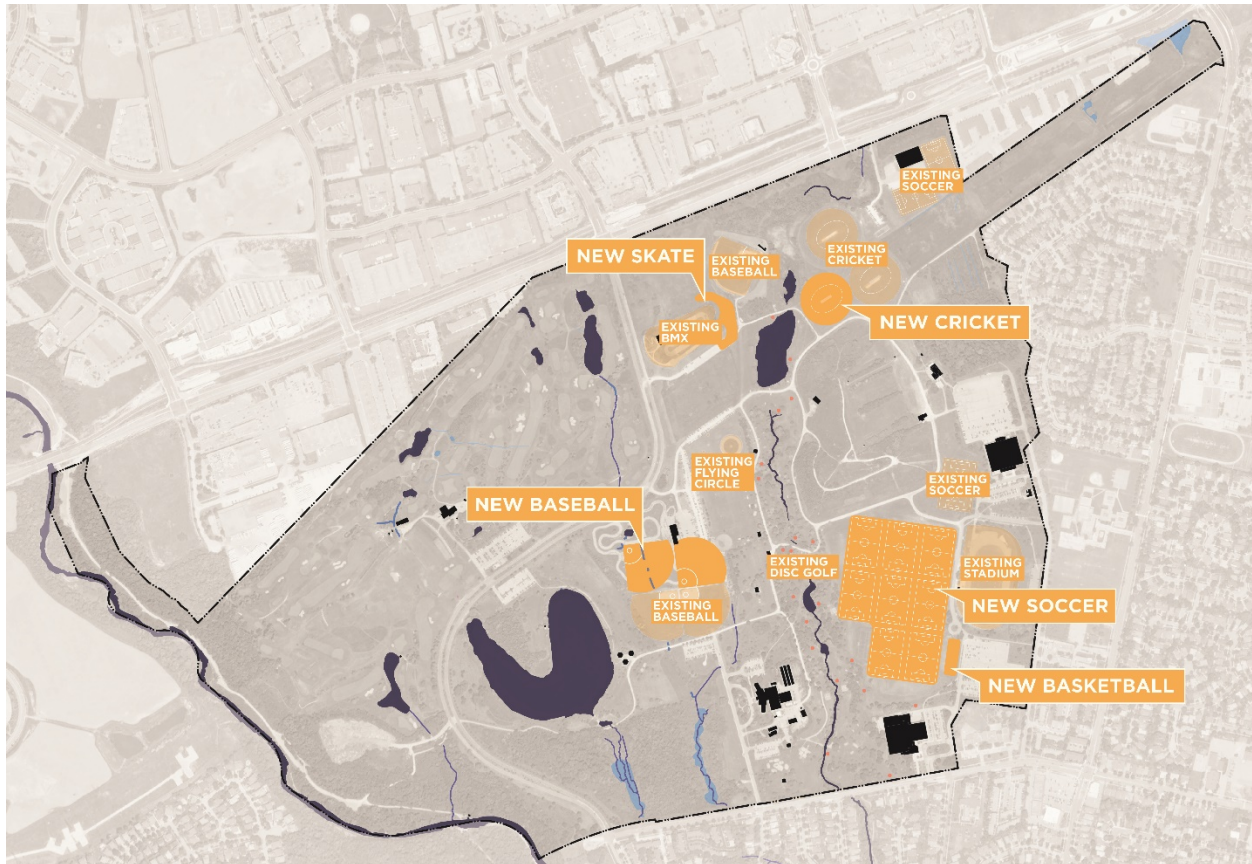 EXISTING
SOCCER
NEW SKATE
EXISTING
BASEBALL
EXISTING
CRICKET
EXISTING
BMX
NEW CRICKET
EXISTING
FLYING
CIRCLE
EXISTING
SOCCER
NEW BASEBALL
EXISTING
DISC GOLF
EXISTING
STADIUM
EXISTING
BASEBALL
NEW SOCCER
NEW BASKETBALL